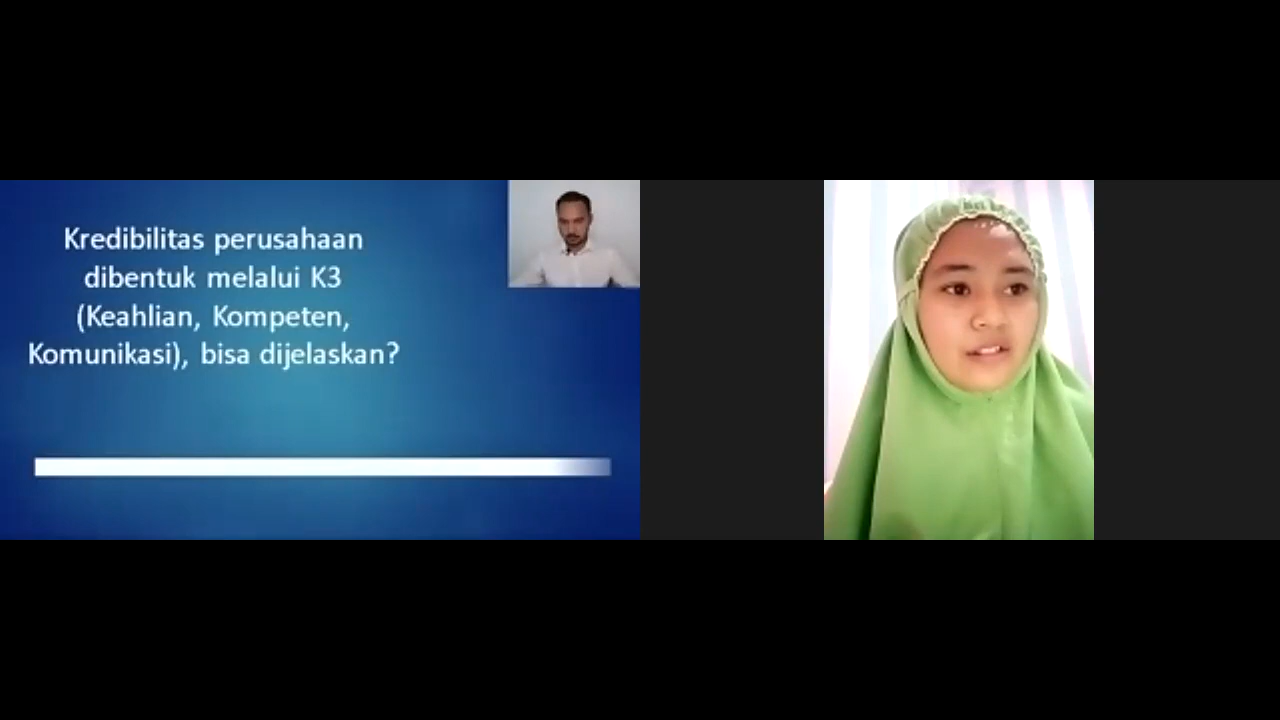 Kredibilitas perusahaan
dibentuk melalui K3
(Keahlian, Kompeten,
Komunikasi), bisa dijelaskan?